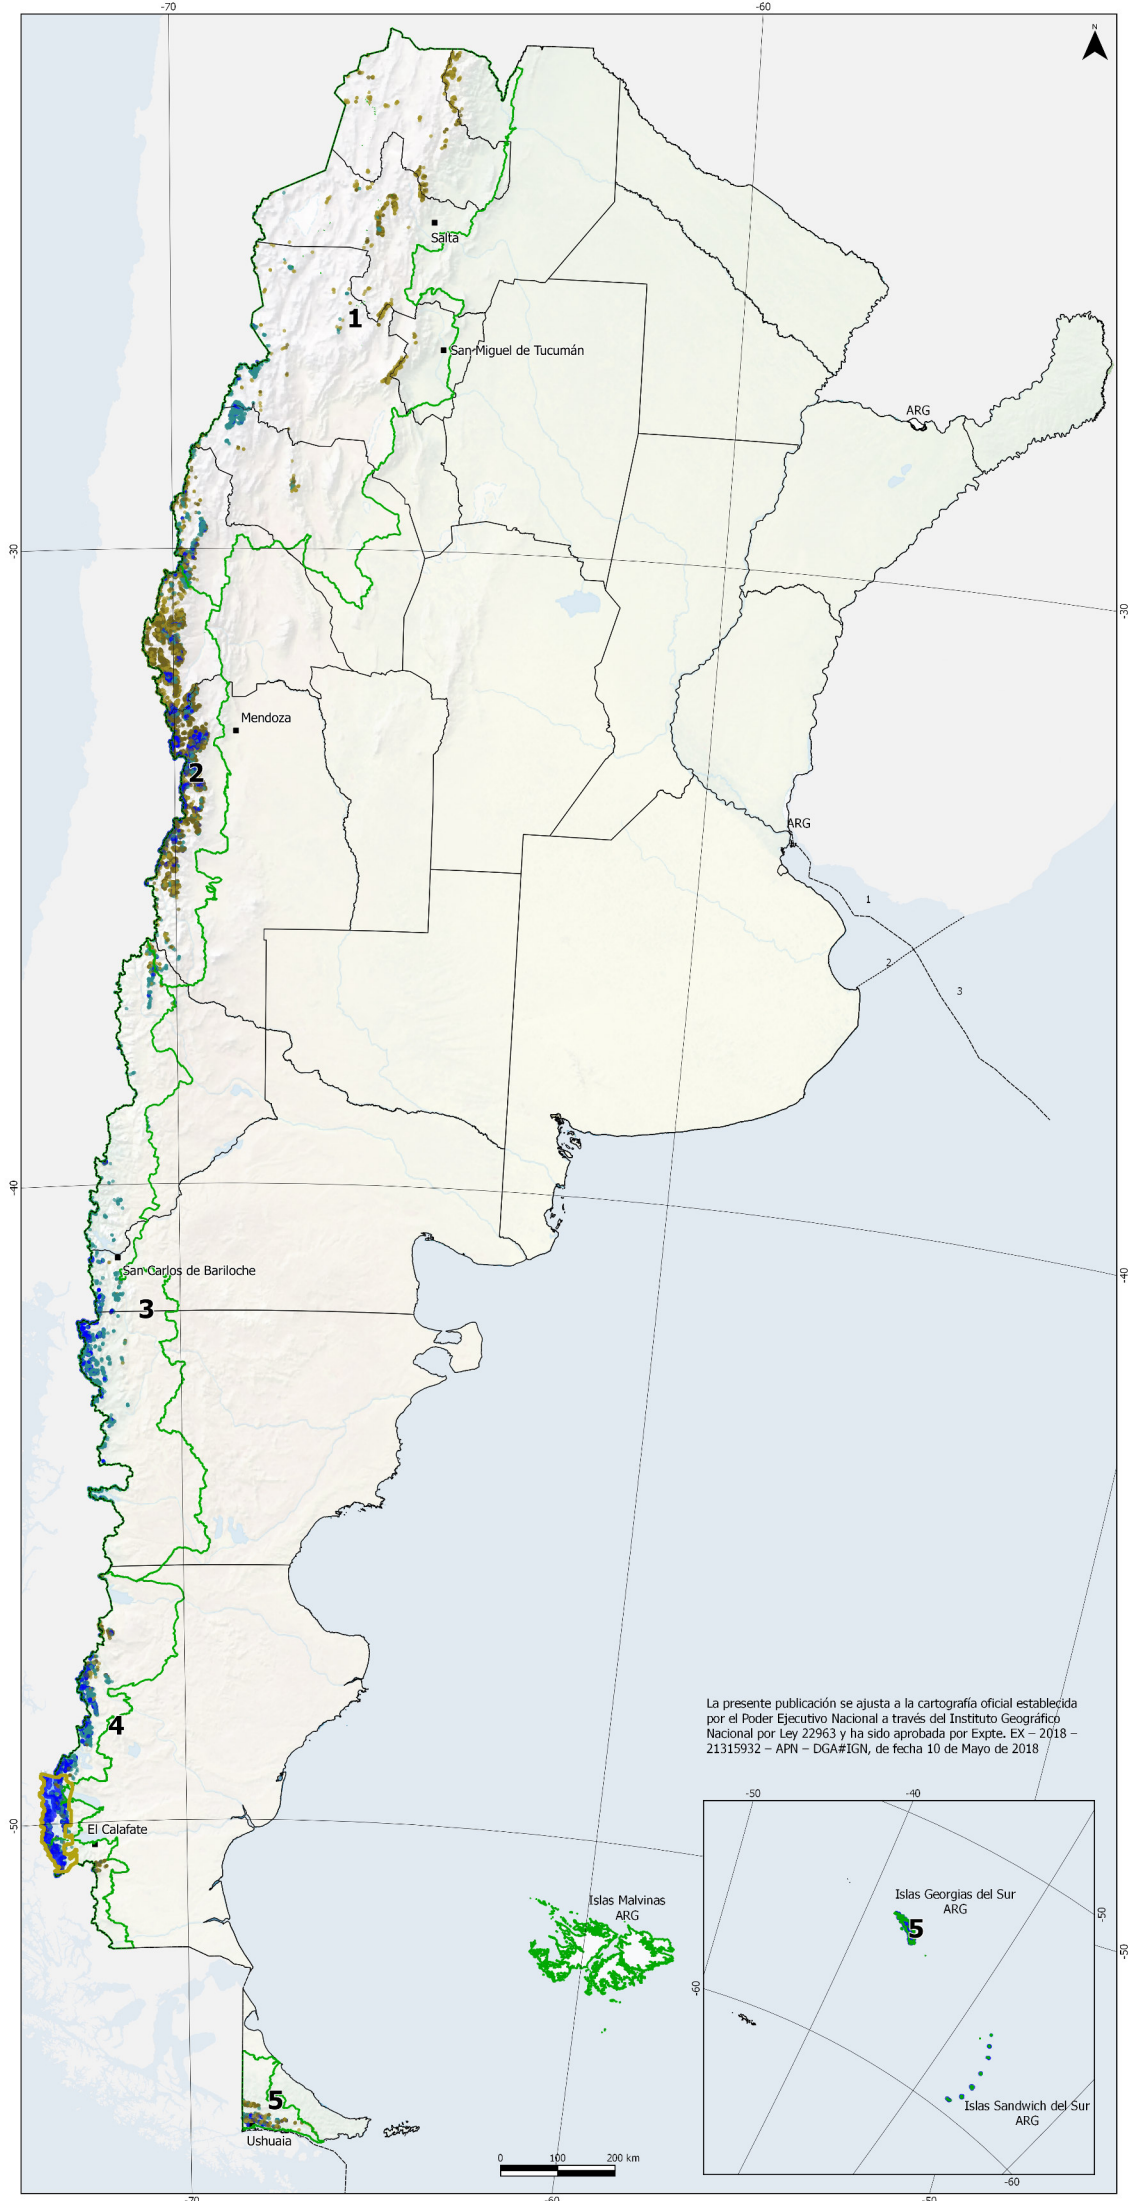 -70
-60
N
Salta
1
San Miguel de Tucumán
ARG
-30
-30
Mendoza
2
ARG
1
2
3
-40
San Carlos de Bariloche
-40
3
La presente publicación se ajusta a la cartografía oficial establecida
por el Poder Ejecutivo Nacional a través del Instituto Geográfico
Nacional por Ley 22963 y ha sido aprobada por Expte. EX – 2018 –
21315932 – APN – DGA#IGN, de fecha 10 de Mayo de 2018
4
-50
-40
-50
El Calafate
Islas Malvinas
ARG
Islas Georgias del Sur
ARG
5
-50
-50
-60
5
Islas Sandwich del Sur
ARG
Ushuaia
0 100 200 km
-60
-70
-60
-50